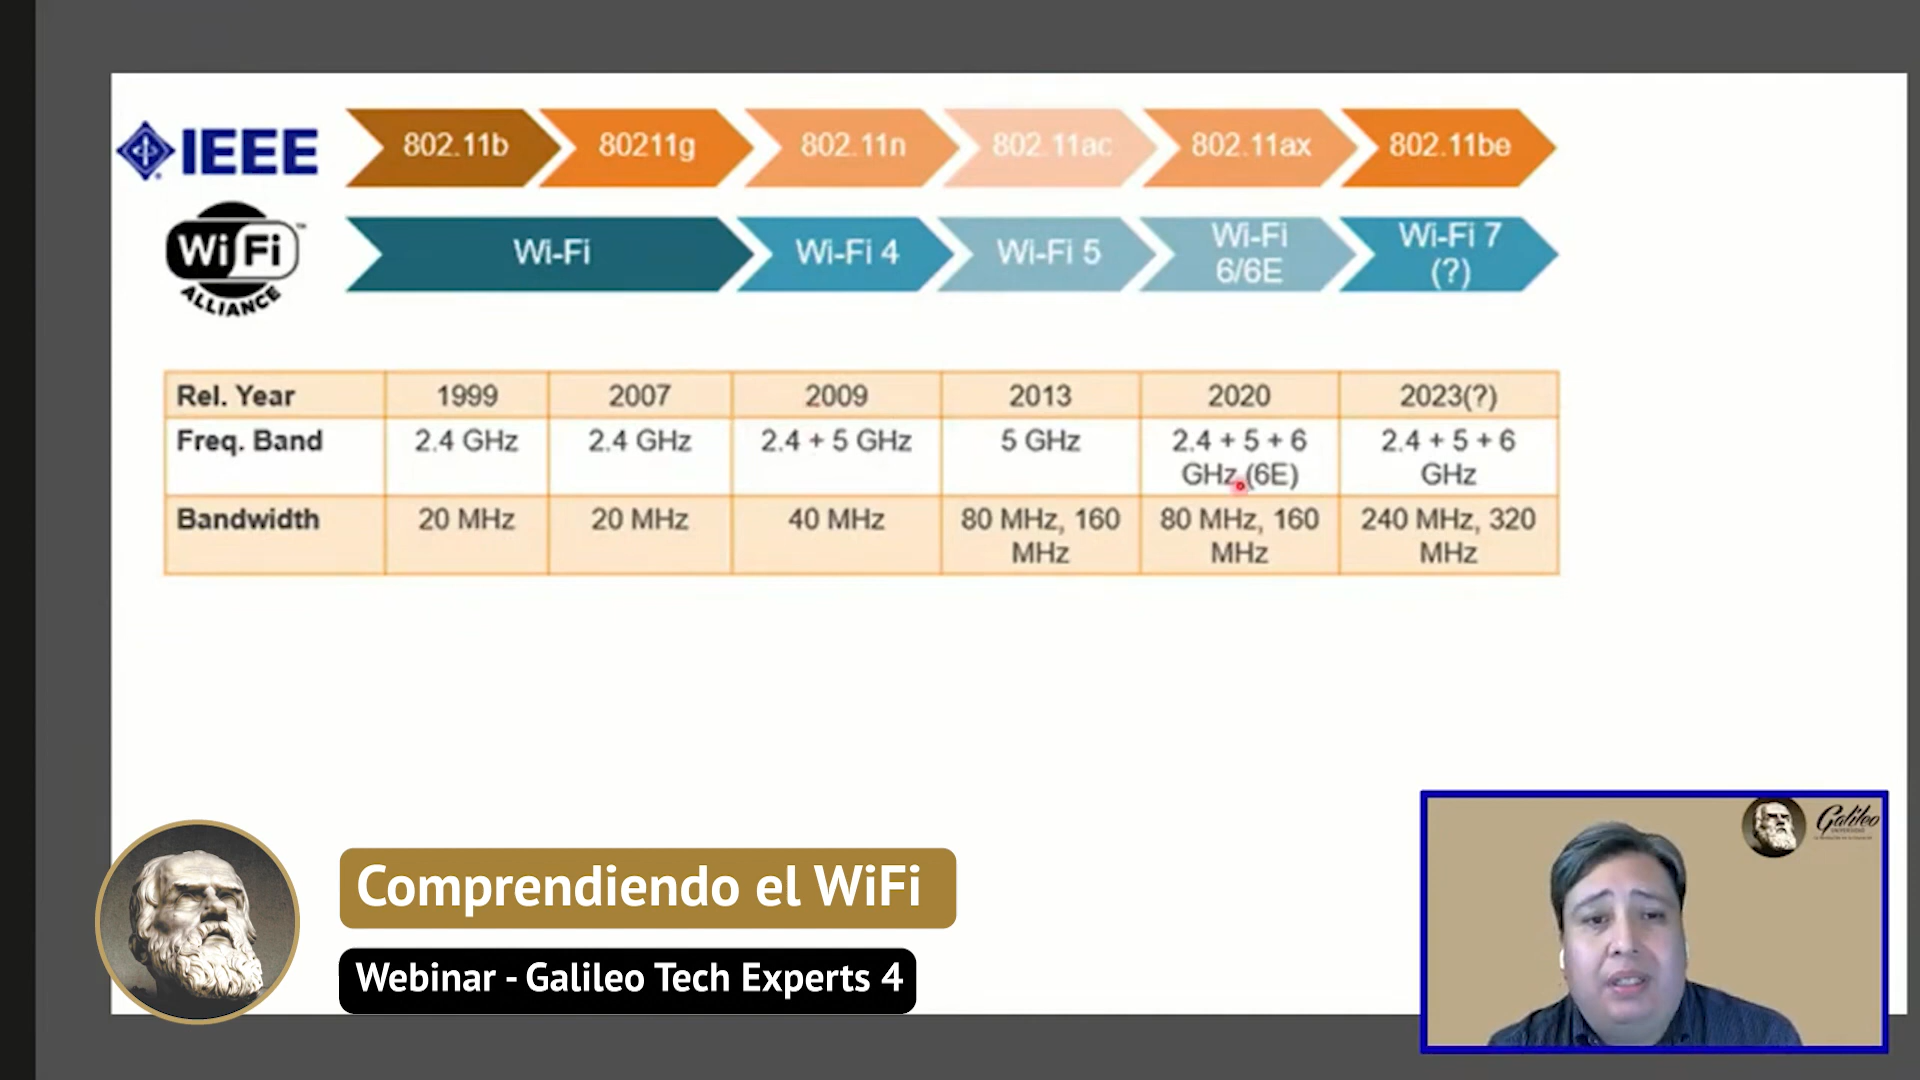 IEEE
802.11b
80211g
802.11n
802.11ac
802.11ax
802.11be
Wi Fi
™
ALLIANCE
Wi-Fi
Wi-Fi 4
Wi-Fi 5
Wi-Fi
6/6E
Wi-Fi 7
(?)
Rel. Year 1999 2007 2009 2013 2020 2023(?)
Freq. Band 2.4 GHz 2.4 GHz 2.4 + 5 GHz 5 GHz 2.4 + 5 + 6 2.4 + 5 + 6
GHz (6E) GHz
Bandwidth 20 MHz 20 MHz 40 MHz 80 MHz, 160 80 MHz, 160 240 MHz, 320
MHz MHz MHz
Comprendiendo el WiFi
Webinar - Galileo Tech Experts 4
Galileo
UNIVERSIDAD